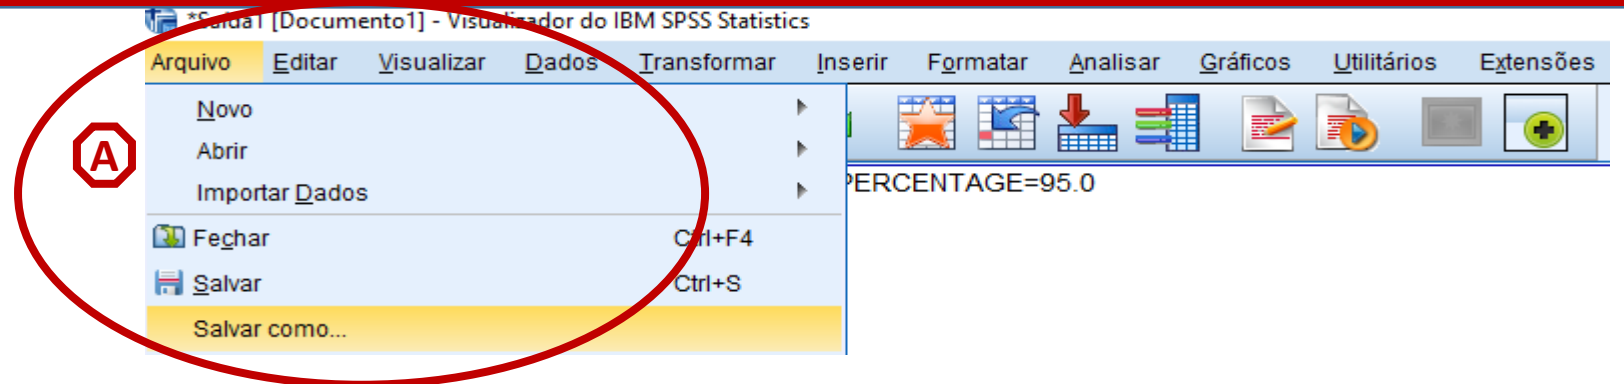 *Saída1 [Documento1] - Visualizador do IBM SPSS Statistics
Arquivo Editar Visualizar Dados Transformar Inserir Formatar Analisar Gráficos Utilitários Extensões
Novo
A
Abrir
PERCENTAGE=95.0
Importar Dados
Fechar Ctrl+F4
Salvar Ctrl+S
Salvar como...